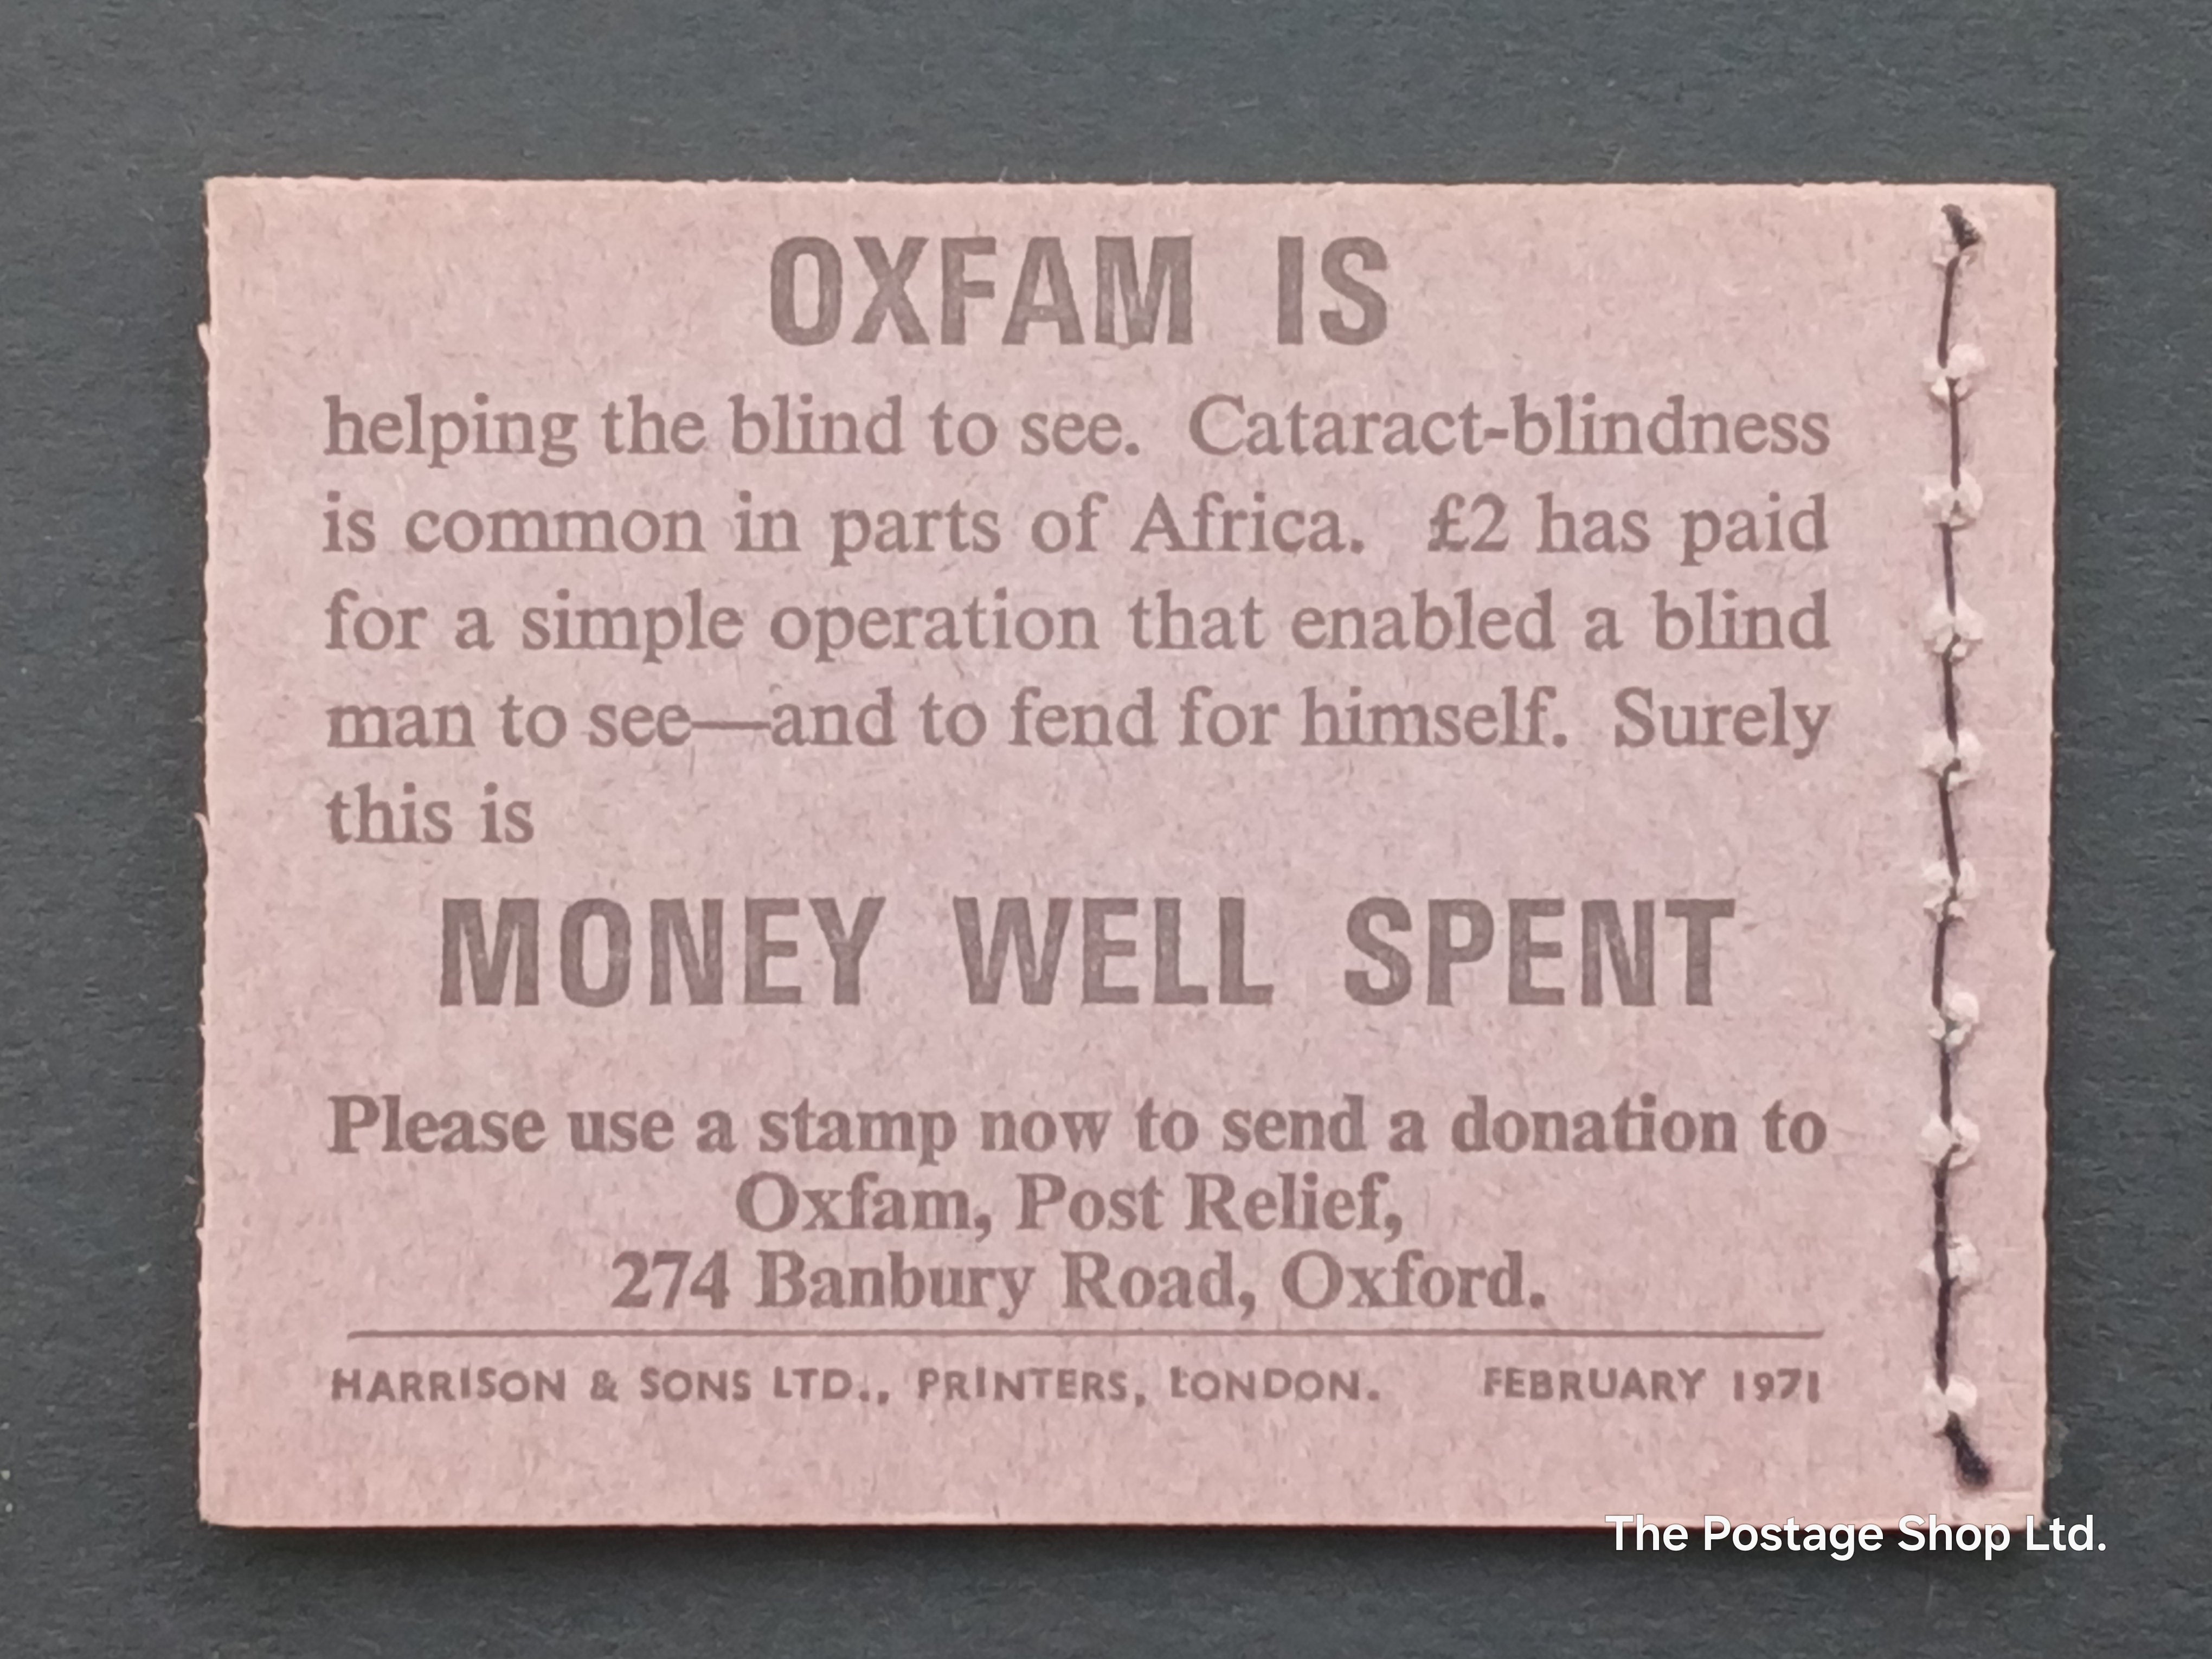 OXFAM IS
helping the blind to see. Cataract-blindness
is common in parts of Africa. £2 has paid
for a simple operation that enabled a blind
man to see—and to fend for himself. Surely
this is
MONEY WELL SPENT
Please use a stamp now to send a donation to
Oxfam, Post Relief,
274 Banbury Road, Oxford.
HARRISON & SONS LTD., PRINTERS, LONDON. FEBRUARY 1971
The Postage Shop Ltd.